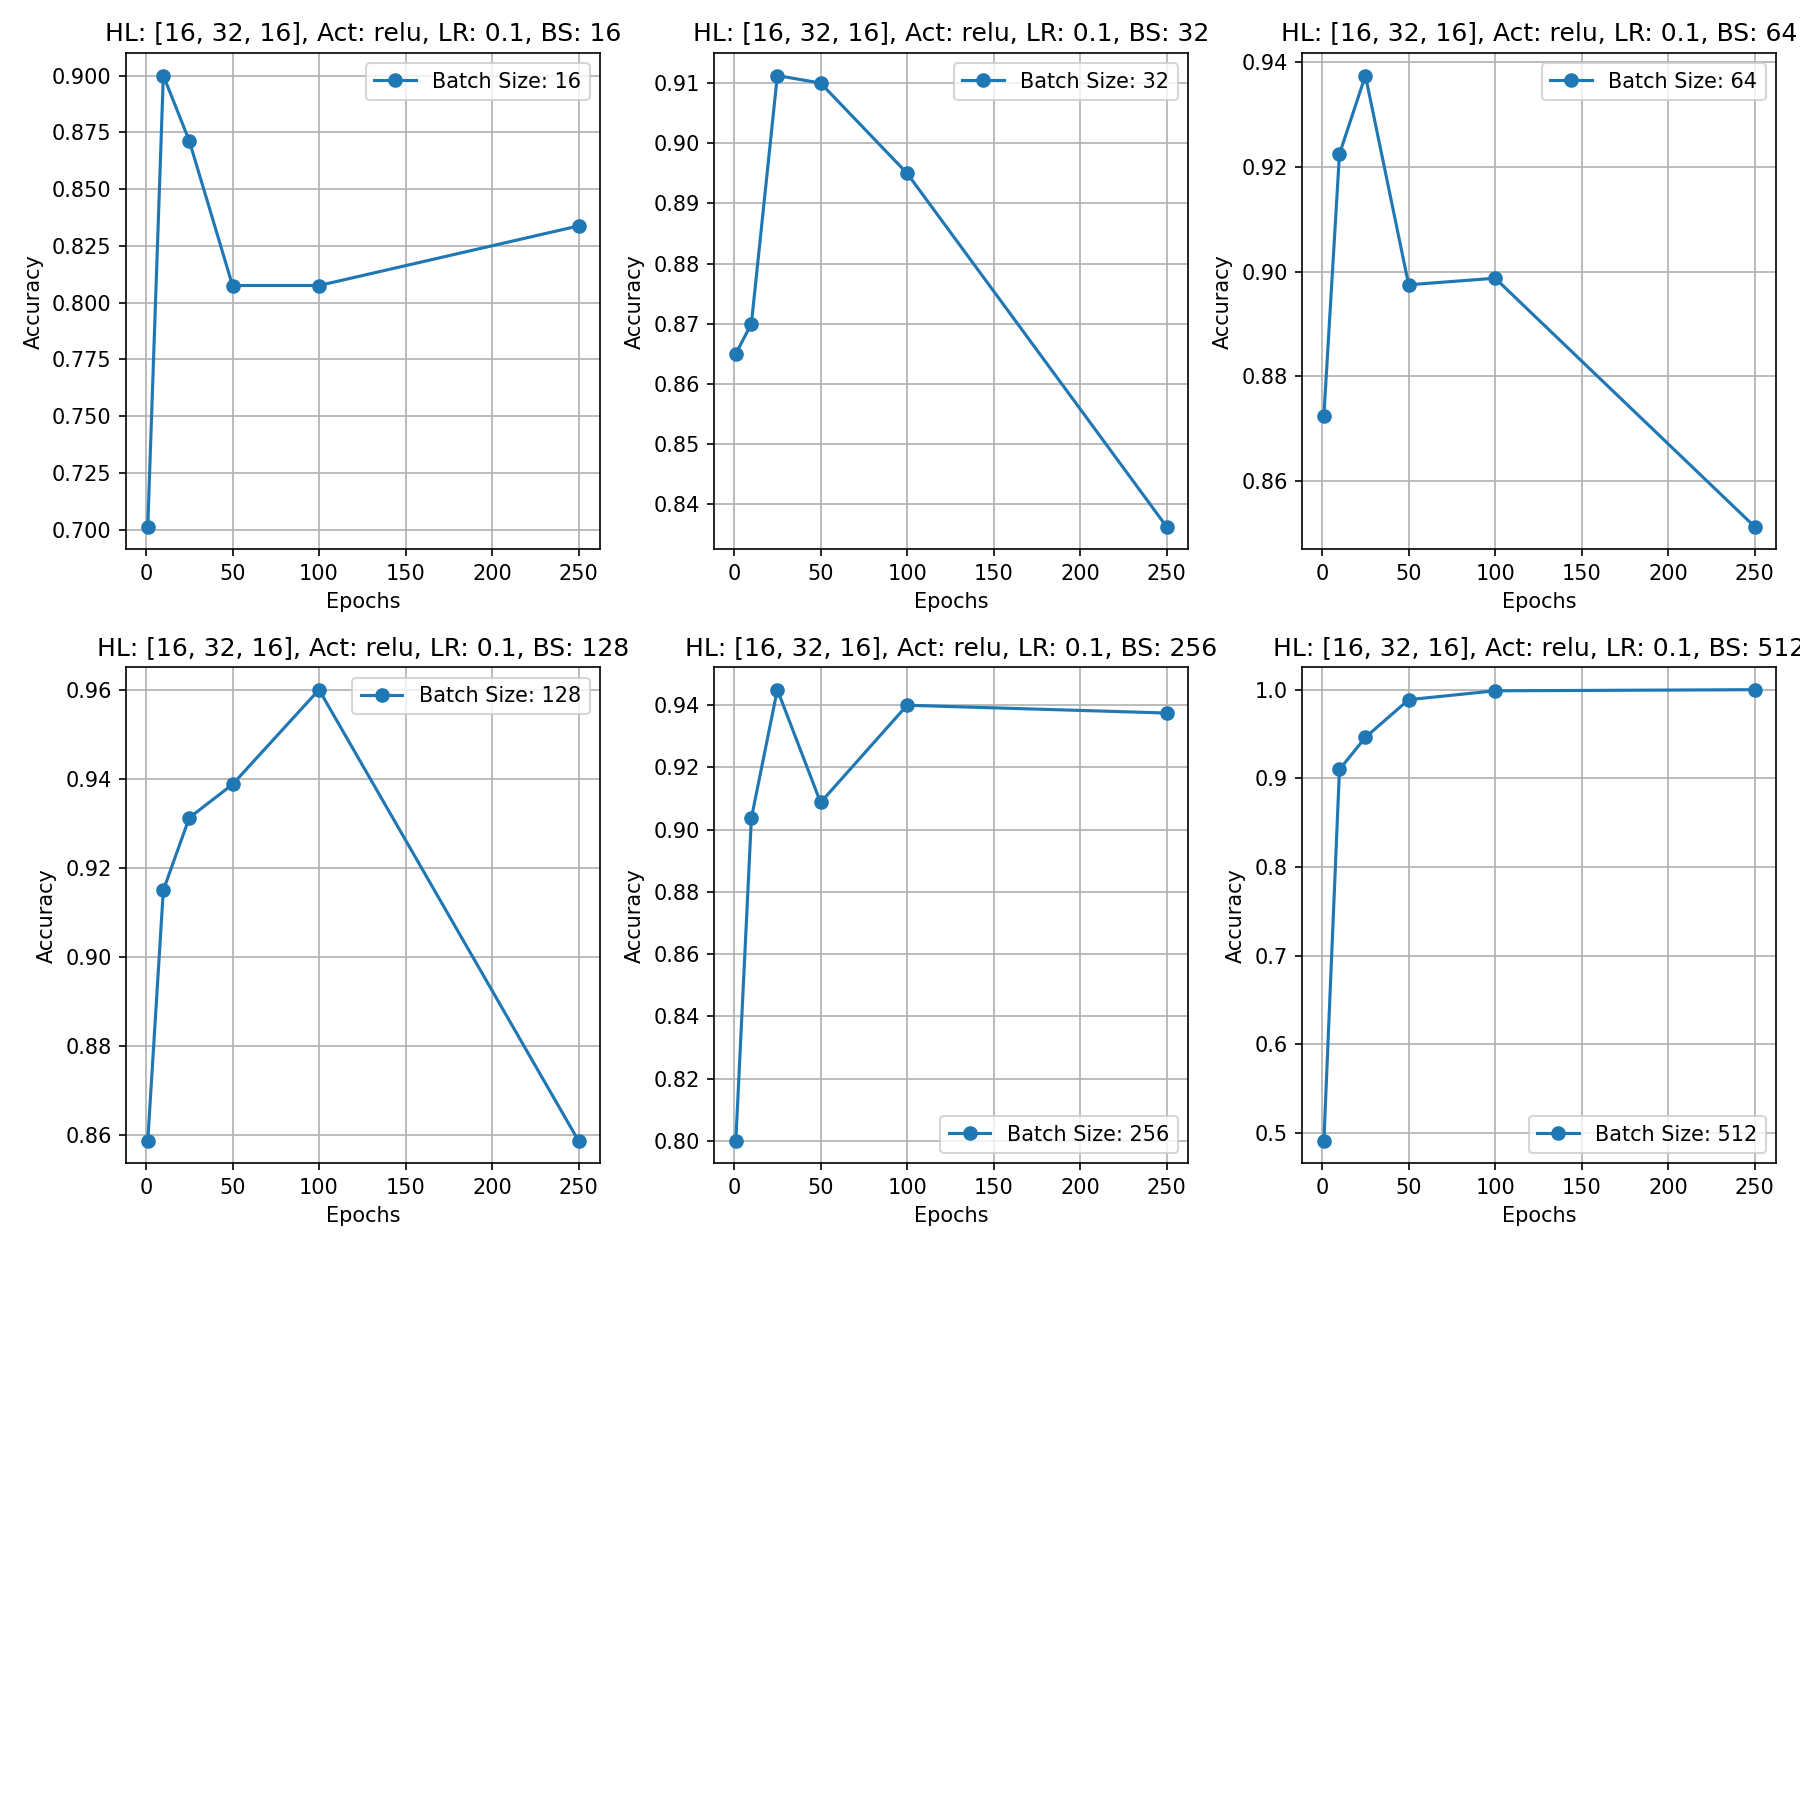 HL: [16, 32, 16], Act: relu, LR: 0.1, BS: 16
Batch Size: 16
0.900
0.875
0.850
0.825
0.800
0.775
0.750
0.725
0.700
Accuracy
0 50 100 150 200 250
Epochs
HL: [16, 32, 16], Act: relu, LR: 0.1, BS: 32
Batch Size: 32
0.91
0.90
0.89
0.88
0.87
0.86
0.85
0.84
Accuracy
0 50 100 150 200 250
Epochs
HL: [16, 32, 16], Act: relu, LR: 0.1, BS: 64
Batch Size: 64
0.94
0.92
0.90
0.88
0.86
Accuracy
0 50 100 150 200 250
Epochs
HL: [16, 32, 16], Act: relu, LR: 0.1, BS: 128
Batch Size: 128
0.96
0.94
0.92
0.90
0.88
0.86
Accuracy
0 50 100 150 200 250
Epochs
HL: [16, 32, 16], Act: relu, LR: 0.1, BS: 256
0.94
0.92
0.90
0.88
0.86
0.84
0.82
0.80
Accuracy
Batch Size: 256
0 50 100 150 200 250
Epochs
HL: [16, 32, 16], Act: relu, LR: 0.1, BS: 512
1.0
0.9
0.8
0.7
0.6
0.5
Accuracy
Batch Size: 512
0 50 100 150 200 250
Epochs